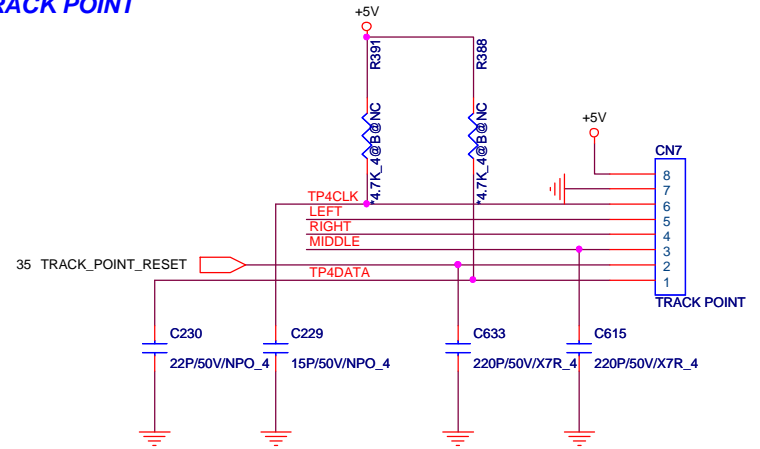 RACK POINT
+5V
R391
R388
*4.7K_4@B@NC
*4.7K_4@B@NC
+5V
CN7
8
7
TP4CLK
6
LEFT
5
RIGHT
4
MIDDLE
3
35 TRACK_POINT_RESET
2
TP4DATA
1
TRACK POINT
C230
22P/50V/NPO_4
C229
15P/50V/NPO_4
C633
220P/50V/X7R_4
C615
220P/50V/X7R_4